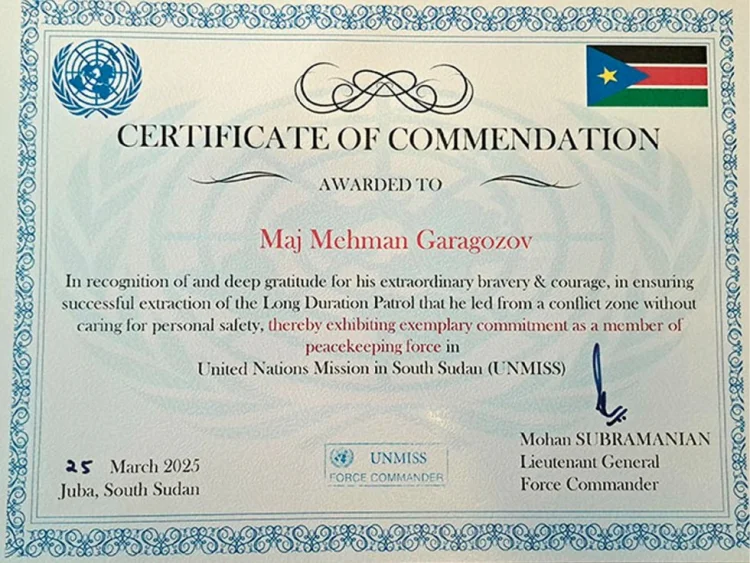 CERTIFICATE OF COMMENDATION
AWARDED TO
Maj Mehman Garagozov
In recognition of and deep gratitude for his extraordinary bravery & courage, in ensuring
successful extraction of the Long Duration Patrol that he led from a conflict zone without
caring for personal safety, thereby exhibiting exemplary commitment as a member of
peacekeeping force in
United Nations Mission in South Sudan (UNMISS)
25 March 2025
Juba, South Sudan
UNMISS
FORCE COMMANDER
Mohan SUBRAMANIAN
Lieutenant General
Force Commander